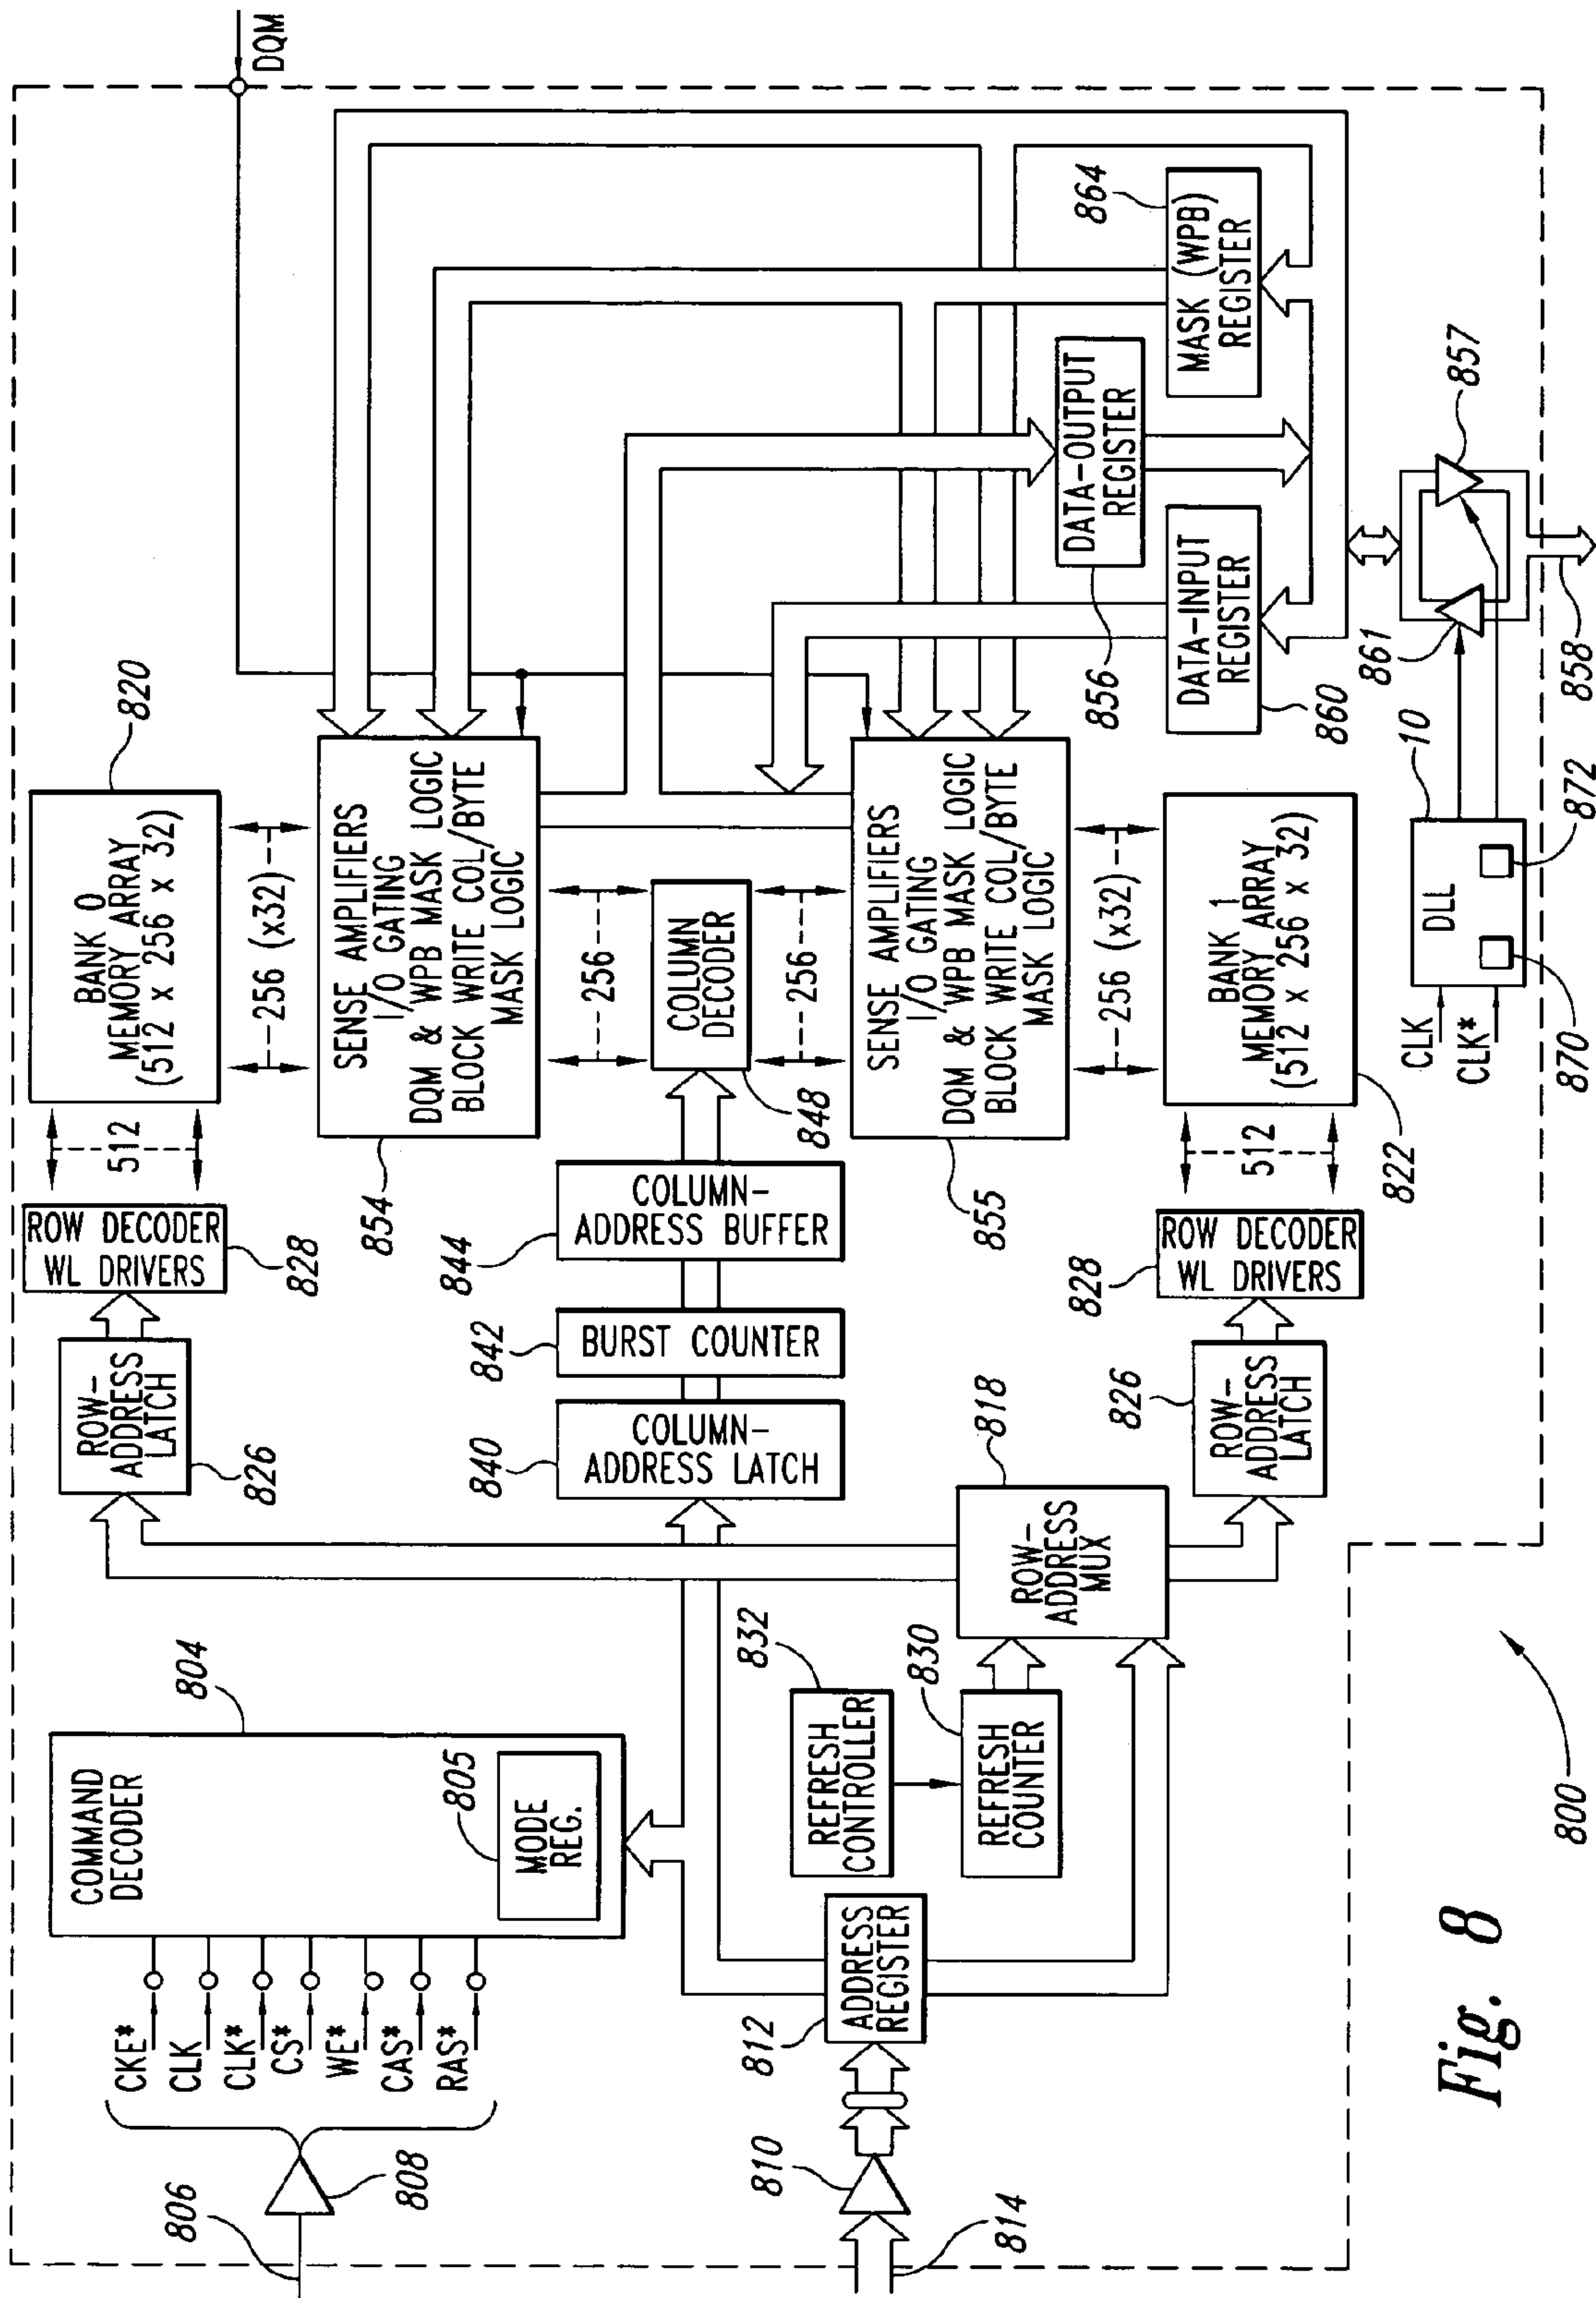 806
808
CKE*
CLK
CLK*
CS*
WE*
CAS*
RAS*
COMMAND
DECODER
804
MODE
REG.
805
814
810
812
ADDRESS
REGISTER
REFRESH
CONTROLLER
832
REFRESH
COUNTER
830
ROW-
ADDRESS
MUX
818
ROW-
ADDRESS
LATCH
826
ROW DECODER
WL DRIVERS
828
512
BANK 0
MEMORY ARRAY
(512 x 256 x 32)
820
256 (x32)
SENSE AMPLIFIERS
I/O GATING
DQM & WPB MASK LOGIC
BLOCK WRITE COL/BYTE
MASK LOGIC
854
256
COLUMN-
ADDRESS LATCH
840
BURST COUNTER
842
COLUMN-
ADDRESS BUFFER
844
COLUMN
DECODER
848
256
SENSE AMPLIFIERS
I/O GATING
DQM & WPB MASK LOGIC
BLOCK WRITE COL/BYTE
MASK LOGIC
855
256 (x32)
ROW-
ADDRESS
LATCH
826
ROW DECODER
WL DRIVERS
828
512
BANK 1
MEMORY ARRAY
(512 x 256 x 32)
822
DQM
DATA-INPUT
REGISTER
860
DATA-OUTPUT
REGISTER
856
MASK (WPB)
REGISTER
864
CLK
CLK*
DLL
10
870
872
861
857
858
800
Fig. 8